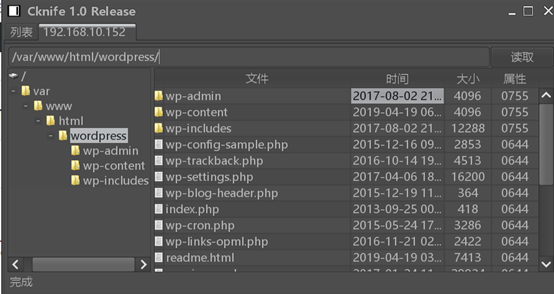 Cknife 1.0 Release
列表 192.168.10.152
/var/www/html/wordpress/ 读取
/ 文件 时间 大小 属性
var wp-admin 2017-08-02 21... 4096 0755
www wp-content 2019-04-19 06... 4096 0755
html wp-includes 2017-08-02 21... 12288 0755
wordpress wp-config-sample.php 2015-12-16 09... 2853 0644
wp-admin wp-trackback.php 2016-10-14 19... 4513 0644
wp-content wp-settings.php 2017-04-06 18... 16200 0644
wp-includes wp-blog-header.php 2015-12-19 11... 364 0644
index.php 2013-09-25 00... 418 0644
wp-cron.php 2015-05-24 17... 3286 0644
wp-links-opml.php 2016-11-21 02... 2422 0644
readme.html 2019-04-19 03... 7413 0644
完成